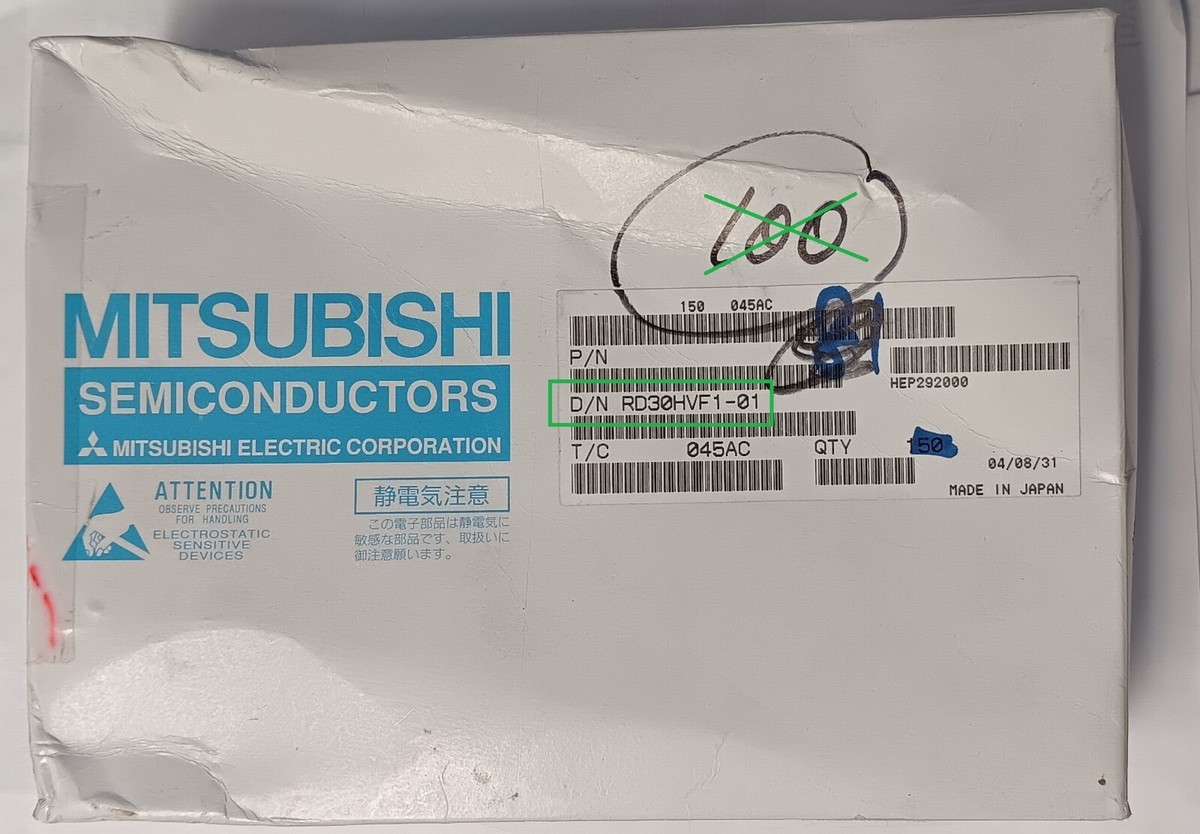 100
150 045AC
P/N
HEP292000
D/N RD30HVF1-01
T/C 045AC QTY 150
04/08/31
MADE IN JAPAN
MITSUBISHI
SEMICONDUCTORS
MITSUBISHI ELECTRIC CORPORATION
ATTENTION
OBSERVE PRECAUTIONS
FOR HANDLING
ELECTROSTATIC
SENSITIVE
DEVICES
静電気注意
この電子部品は静電気に
敏感な部品です、取扱いに
御注意願います。